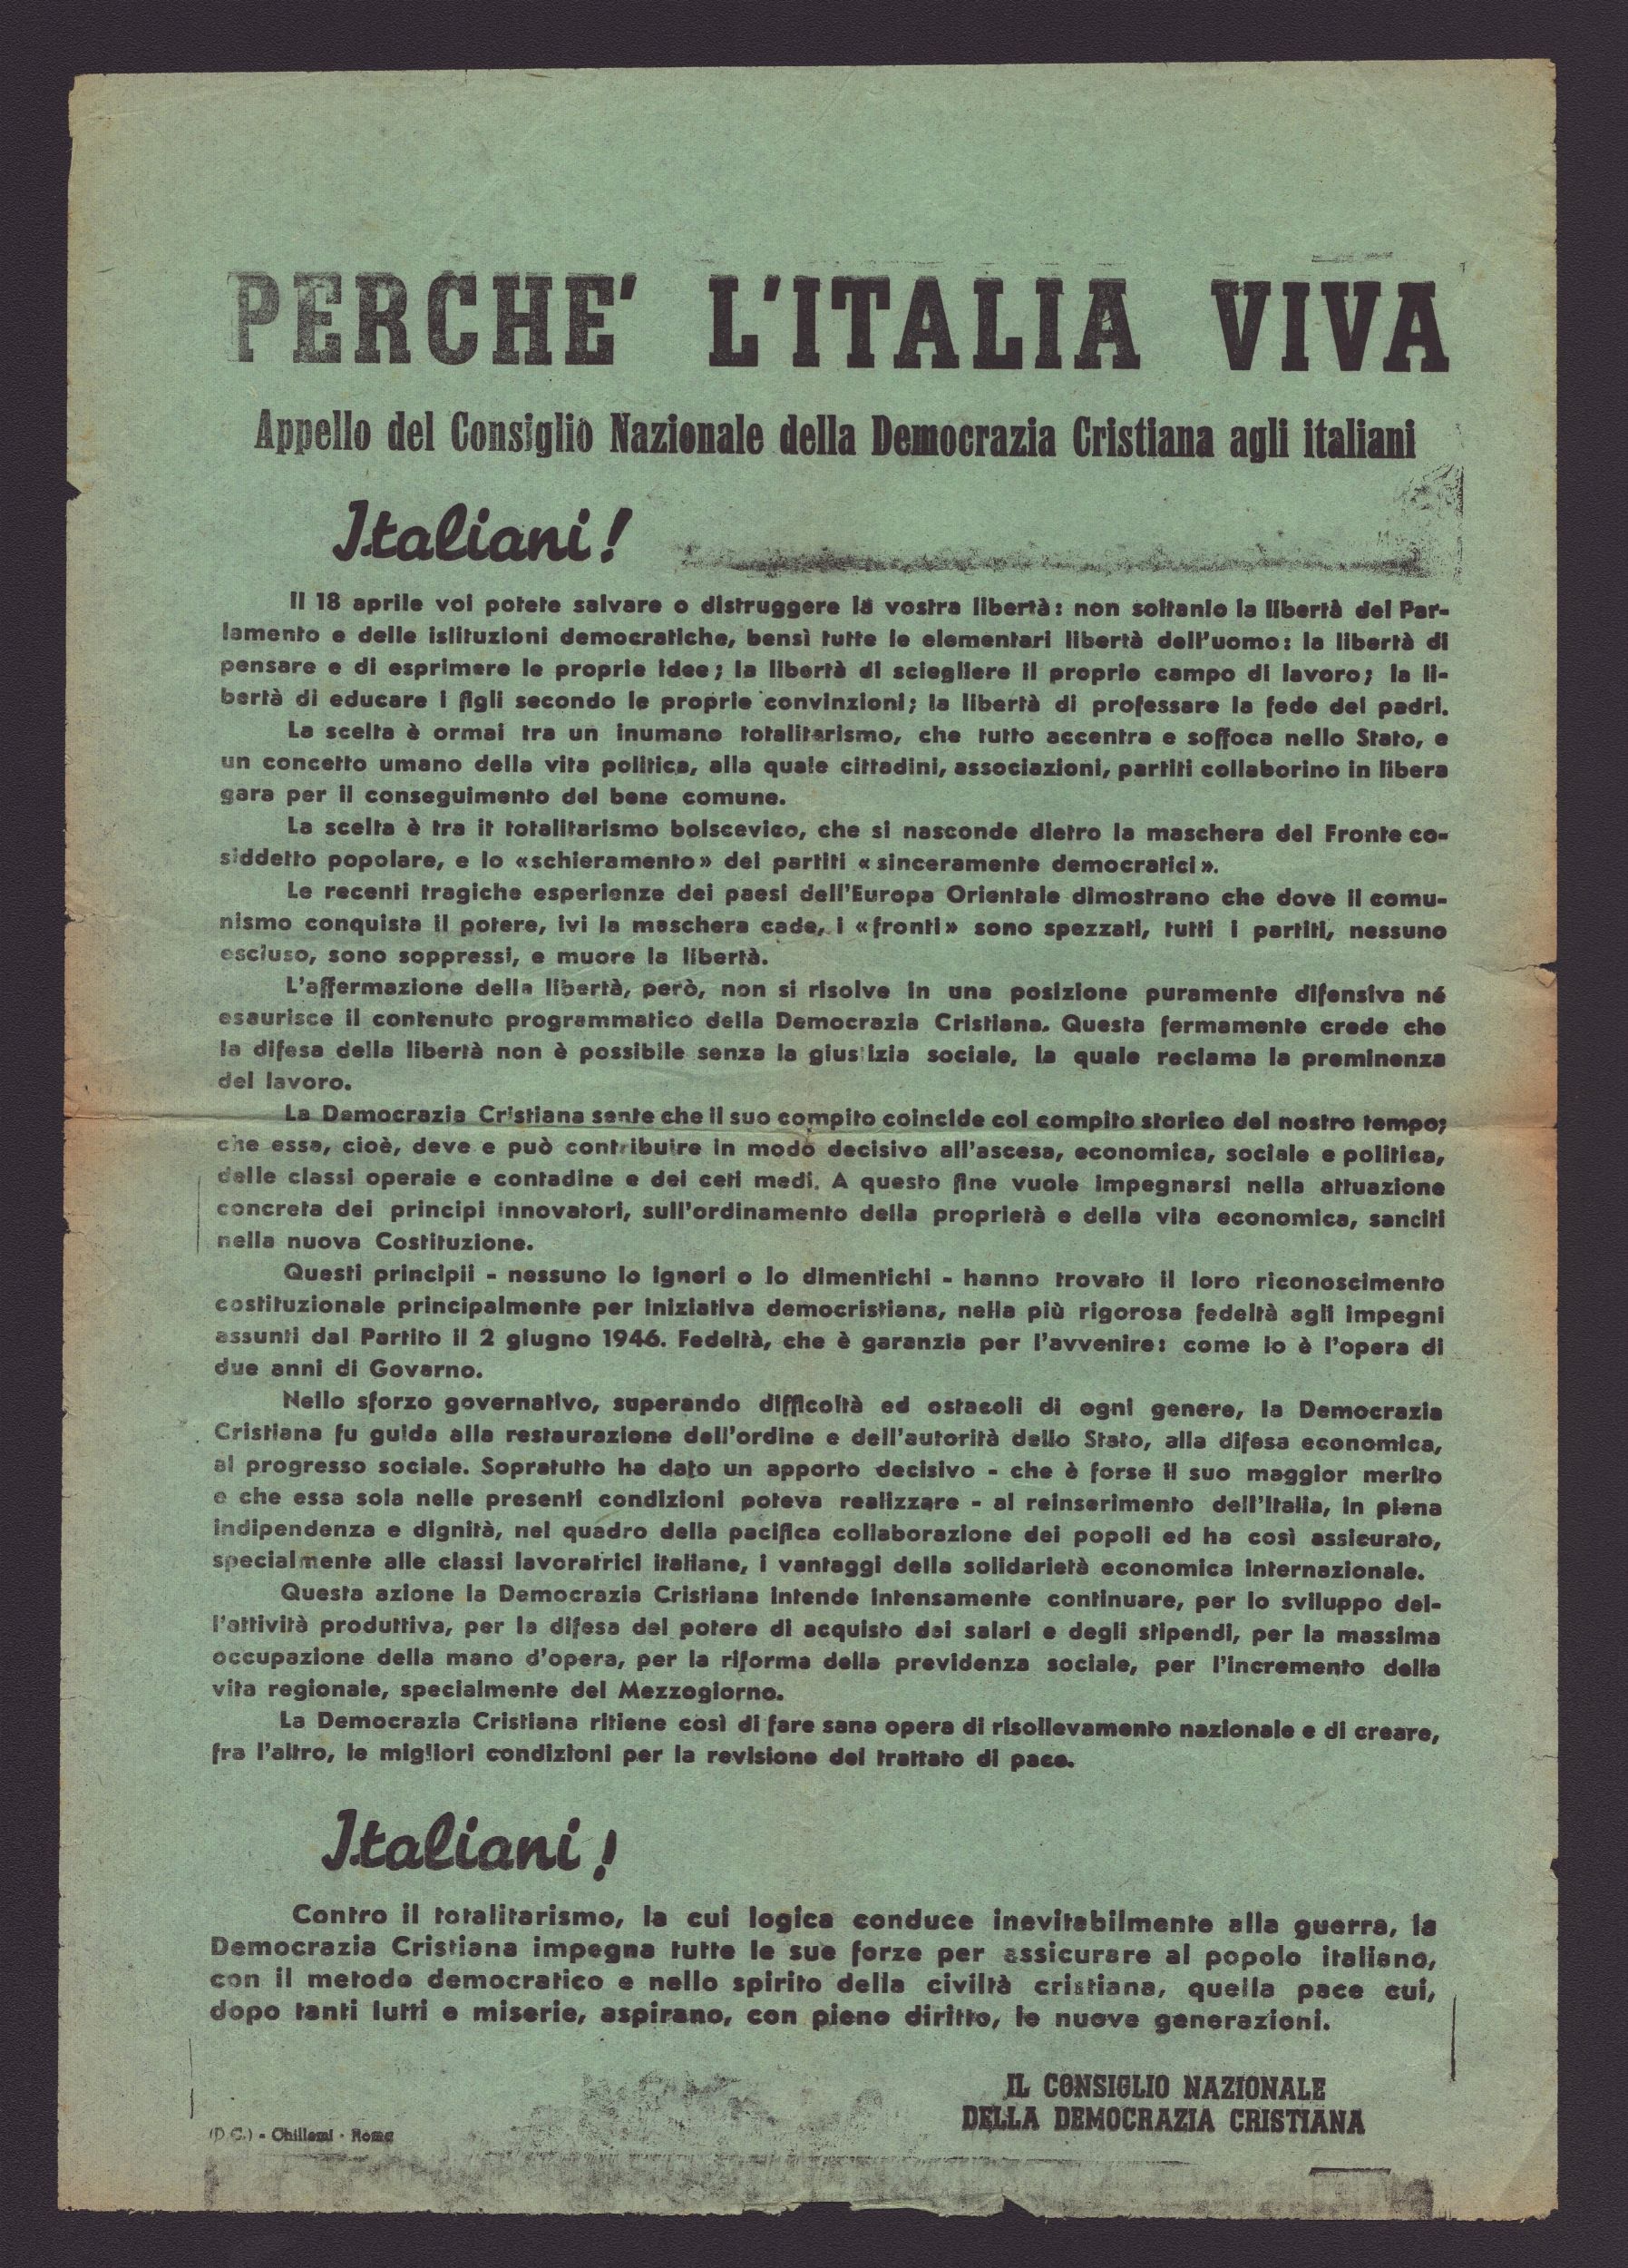 PERCHE' L'ITALIA VIVA
Appello del Consiglio Nazionale della Democrazia Cristiana agli italiani
Italiani!
Il 18 aprile voi potete salvare o distruggere la vostra libertà: non soltanto la libertà del Par-
lamento e delle istituzioni democratiche, bensì tutte le elementari libertà dell'uomo: la libertà di
pensare e di esprimere le proprie idee; la libertà di sciegliere il proprio campo di lavoro; la li-
bertà di educare i figli secondo le proprie convinzioni; la libertà di professare la fede dei padri.
La scelta è ormai tra un inumano totalitarismo, che tutto accentra e soffoca nello Stato, e
un concetto umano della vita politica, alla quale cittadini, associazioni, partiti collaborino in libera
gara per il conseguimento del bene comune.
La scelta è tra il totalitarismo bolscevico, che si nasconde dietro la maschera del Fronte co-
siddetto popolare, e lo «schieramento» dei partiti «sinceramente democratici».
Le recenti tragiche esperienze dei paesi dell'Europa Orientale dimostrano che dove il comu-
nismo conquista il potere, ivi la maschera cade, i «fronti» sono spezzati, tutti i partiti, nessuno
escluso, sono soppressi, e muore la libertà.
L'affermazione della libertà, però, non si risolve in una posizione puramente difensiva né
esaurisce il contenuto programmatico della Democrazia Cristiana. Questa fermamente crede che
la difesa della libertà non è possibile senza la giustizia sociale, la quale reclama la preminenza
del lavoro.
La Democrazia Cristiana sente che il suo compito coincide col compito storico del nostro tempo;
che essa, cioè, deve e può contribuire in modo decisivo all'ascesa, economica, sociale e politica,
delle classi operaie e contadine e dei ceti medi. A questo fine vuole impegnarsi nella attuazione
concreta dei principi innovatori, sull'ordinamento della proprietà e della vita economica, sanciti
nella nuova Costituzione.
Questi principii - nessuno lo ignori o lo dimentichi - hanno trovato il loro riconoscimento
costituzionale principalmente per iniziativa democristiana, nella più rigorosa fedeltà agli impegni
assunti dal Partito il 2 giugno 1946. Fedeltà, che è garanzia per l'avvenire: come lo è l'opera di
due anni di Governo.
Nello sforzo governativo, superando difficoltà ed ostacoli di ogni genere, la Democrazia
Cristiana fu guida alla restaurazione dell'ordine e dell'autorità dello Stato, alla difesa economica,
al progresso sociale. Sopratutto ha dato un apporto decisivo - che è forse il suo maggior merito
e che essa sola nelle presenti condizioni poteva realizzare - al reinserimento dell'Italia, in piena
indipendenza e dignità, nel quadro della pacifica collaborazione dei popoli ed ha così assicurato,
specialmente alle classi lavoratrici italiane, i vantaggi della solidarietà economica internazionale.
Questa azione la Democrazia Cristiana intende intensamente continuare, per lo sviluppo del-
l'attività produttiva, per la difesa del potere di acquisto dei salari e degli stipendi, per la massima
occupazione della mano d'opera, per la riforma della previdenza sociale, per l'incremento della
vita regionale, specialmente del Mezzogiorno.
La Democrazia Cristiana ritiene così di fare sana opera di risollevamento nazionale e di creare,
fra l'altro, le migliori condizioni per la revisione del trattato di pace.
Italiani!
Contro il totalitarismo, la cui logica conduce inevitabilmente alla guerra, la
Democrazia Cristiana impegna tutte le sue forze per assicurare al popolo italiano,
con il metodo democratico e nello spirito della civiltà cristiana, quella pace cui,
dopo tanti lutti e miserie, aspirano, con pieno diritto, le nuove generazioni.
IL CONSIGLIO NAZIONALE
DELLA DEMOCRAZIA CRISTIANA
(D.C.) - Chillemi - Roma